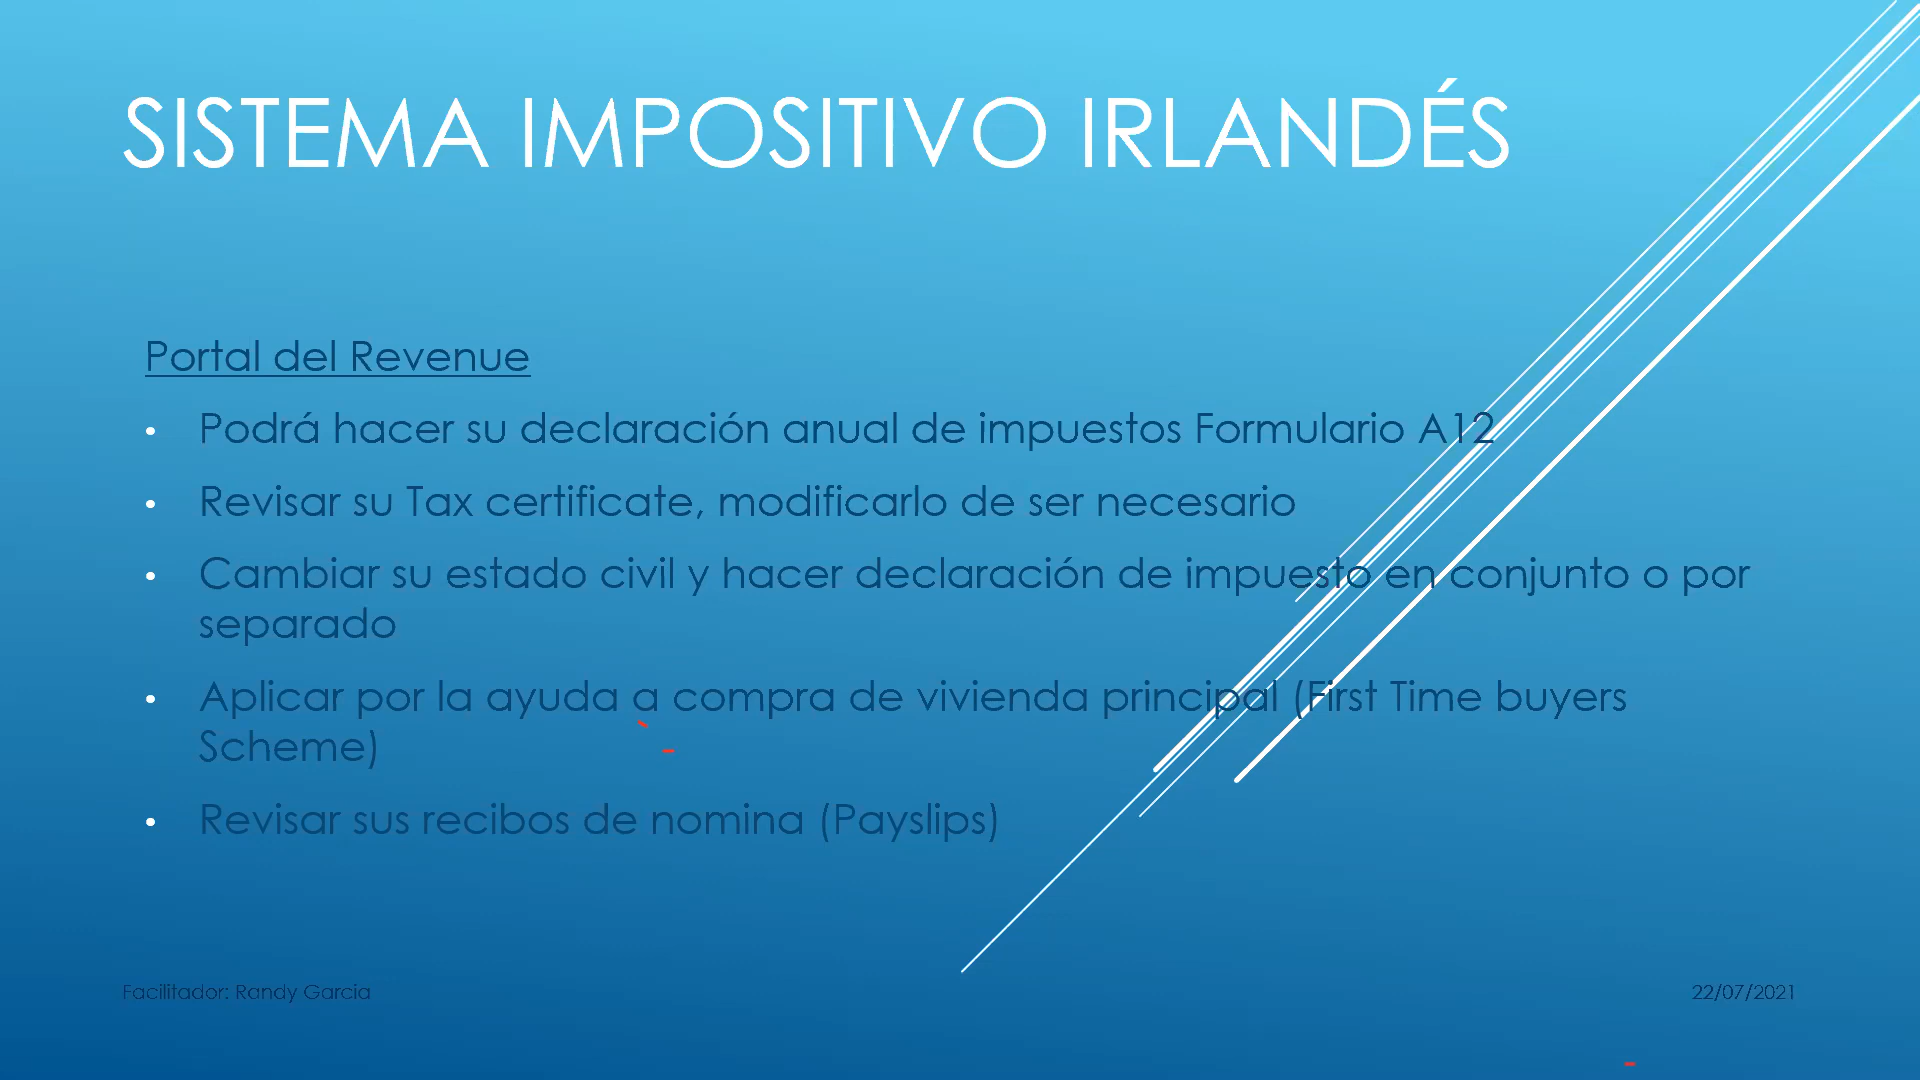 SISTEMA IMPOSITIVO IRLANDÉS
Portal del Revenue
• Podrá hacer su declaración anual de impuestos Formulario A12
• Revisar su Tax certificate, modificarlo de ser necesario
• Cambiar su estado civil y hacer declaración de impuesto en conjunto o por
separado
• Aplicar por la ayuda a compra de vivienda principal (First Time buyers
Scheme)
• Revisar sus recibos de nomina (Payslips)
Facilitador: Randy Garcia
22/07/2021